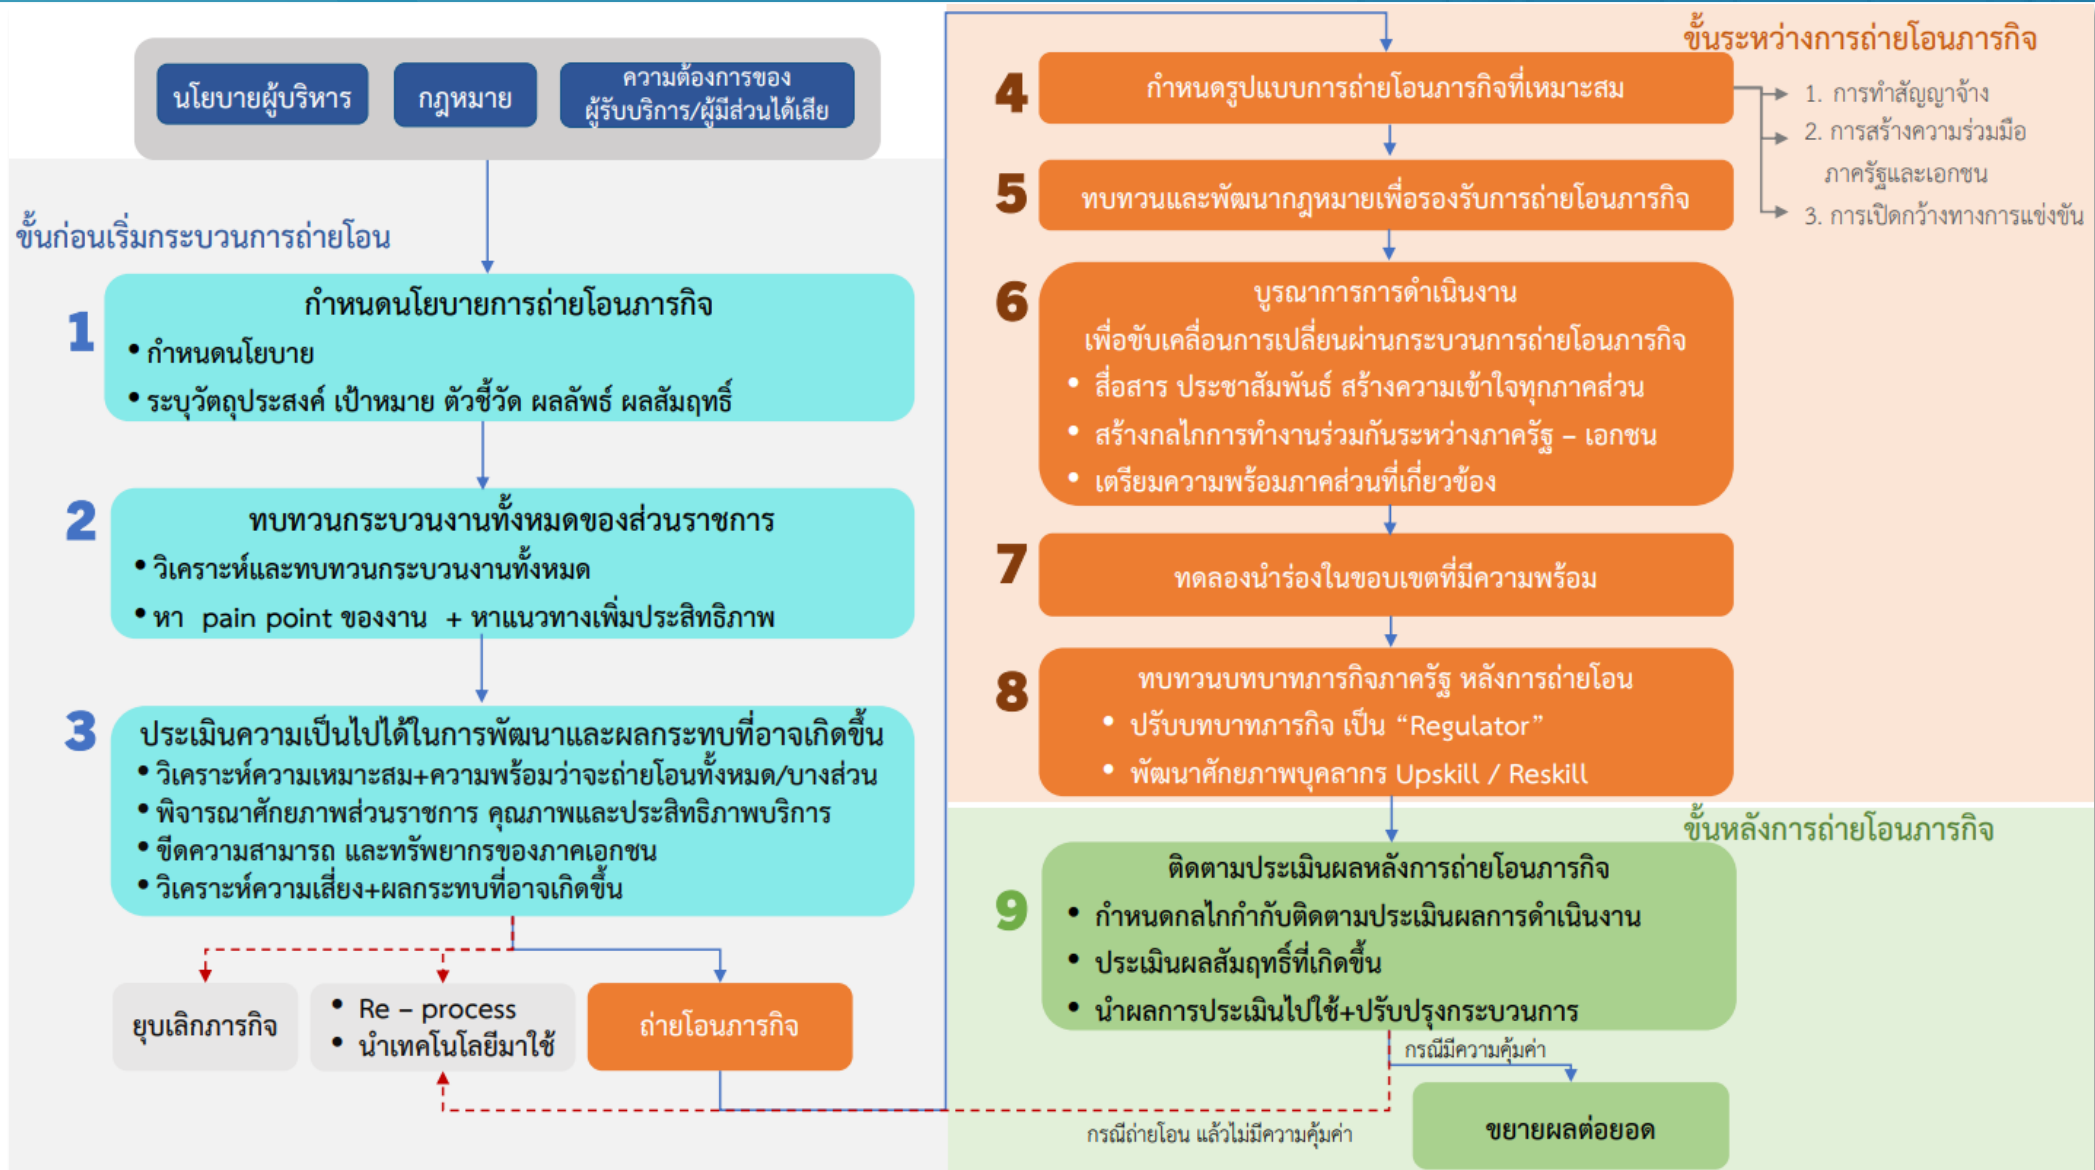 นโยบายผู้บริหาร
กฎหมาย
ความต้องการของ
ผู้รับบริการ/ผู้มีส่วนได้เสีย
ขั้นก่อนเริ่มกระบวนการถ่ายโอน
1
กำหนดนโยบายการถ่ายโอนภารกิจ
• กำหนดนโยบาย
• ระบุวัตถุประสงค์ เป้าหมาย ตัวชี้วัด ผลลัพธ์ ผลสัมฤทธิ์
2
ทบทวนกระบวนงานทั้งหมดของส่วนราชการ
• วิเคราะห์และทบทวนกระบวนงานทั้งหมด
• หา pain point ของงาน + หาแนวทางเพิ่มประสิทธิภาพ
3
ประเมินความเป็นไปได้ในการพัฒนาและผลกระทบที่อาจเกิดขึ้น
• วิเคราะห์ความเหมาะสม+ความพร้อมว่าจะถ่ายโอนทั้งหมด/บางส่วน
• พิจารณาศักยภาพส่วนราชการ คุณภาพและประสิทธิภาพบริการ
• ขีดความสามารถ และทรัพยากรของภาคเอกชน
• วิเคราะห์ความเสี่ยง+ผลกระทบที่อาจเกิดขึ้น
ยุบเลิกภารกิจ
• Re – process
• นำเทคโนโลยีมาใช้
ถ่ายโอนภารกิจ
ขั้นระหว่างการถ่ายโอนภารกิจ
4
กำหนดรูปแบบการถ่ายโอนภารกิจที่เหมาะสม
1. การทำสัญญาจ้าง
2. การสร้างความร่วมมือ
ภาครัฐและเอกชน
3. การเปิดกว้างทางการแข่งขัน
5
ทบทวนและพัฒนากฎหมายเพื่อรองรับการถ่ายโอนภารกิจ
6
บูรณาการการดำเนินงาน
เพื่อขับเคลื่อนการเปลี่ยนผ่านกระบวนการถ่ายโอนภารกิจ
• สื่อสาร ประชาสัมพันธ์ สร้างความเข้าใจทุกภาคส่วน
• สร้างกลไกการทำงานร่วมกันระหว่างภาครัฐ – เอกชน
• เตรียมความพร้อมภาคส่วนที่เกี่ยวข้อง
7
ทดลองนำร่องในขอบเขตที่มีความพร้อม
8
ทบทวนบทบาทภารกิจภาครัฐ หลังการถ่ายโอน
• ปรับบทบาทภารกิจ เป็น “Regulator”
• พัฒนาศักยภาพบุคลากร Upskill / Reskill
ขั้นหลังการถ่ายโอนภารกิจ
9
ติดตามประเมินผลหลังการถ่ายโอนภารกิจ
• กำหนดกลไกกำกับติดตามประเมินผลการดำเนินงาน
• ประเมินผลสัมฤทธิ์ที่เกิดขึ้น
• นำผลการประเมินไปใช้+ปรับปรุงกระบวนการ
กรณีมีความคุ้มค่า
ขยายผลต่อยอด
กรณีถ่ายโอน แล้วไม่มีความคุ้มค่า